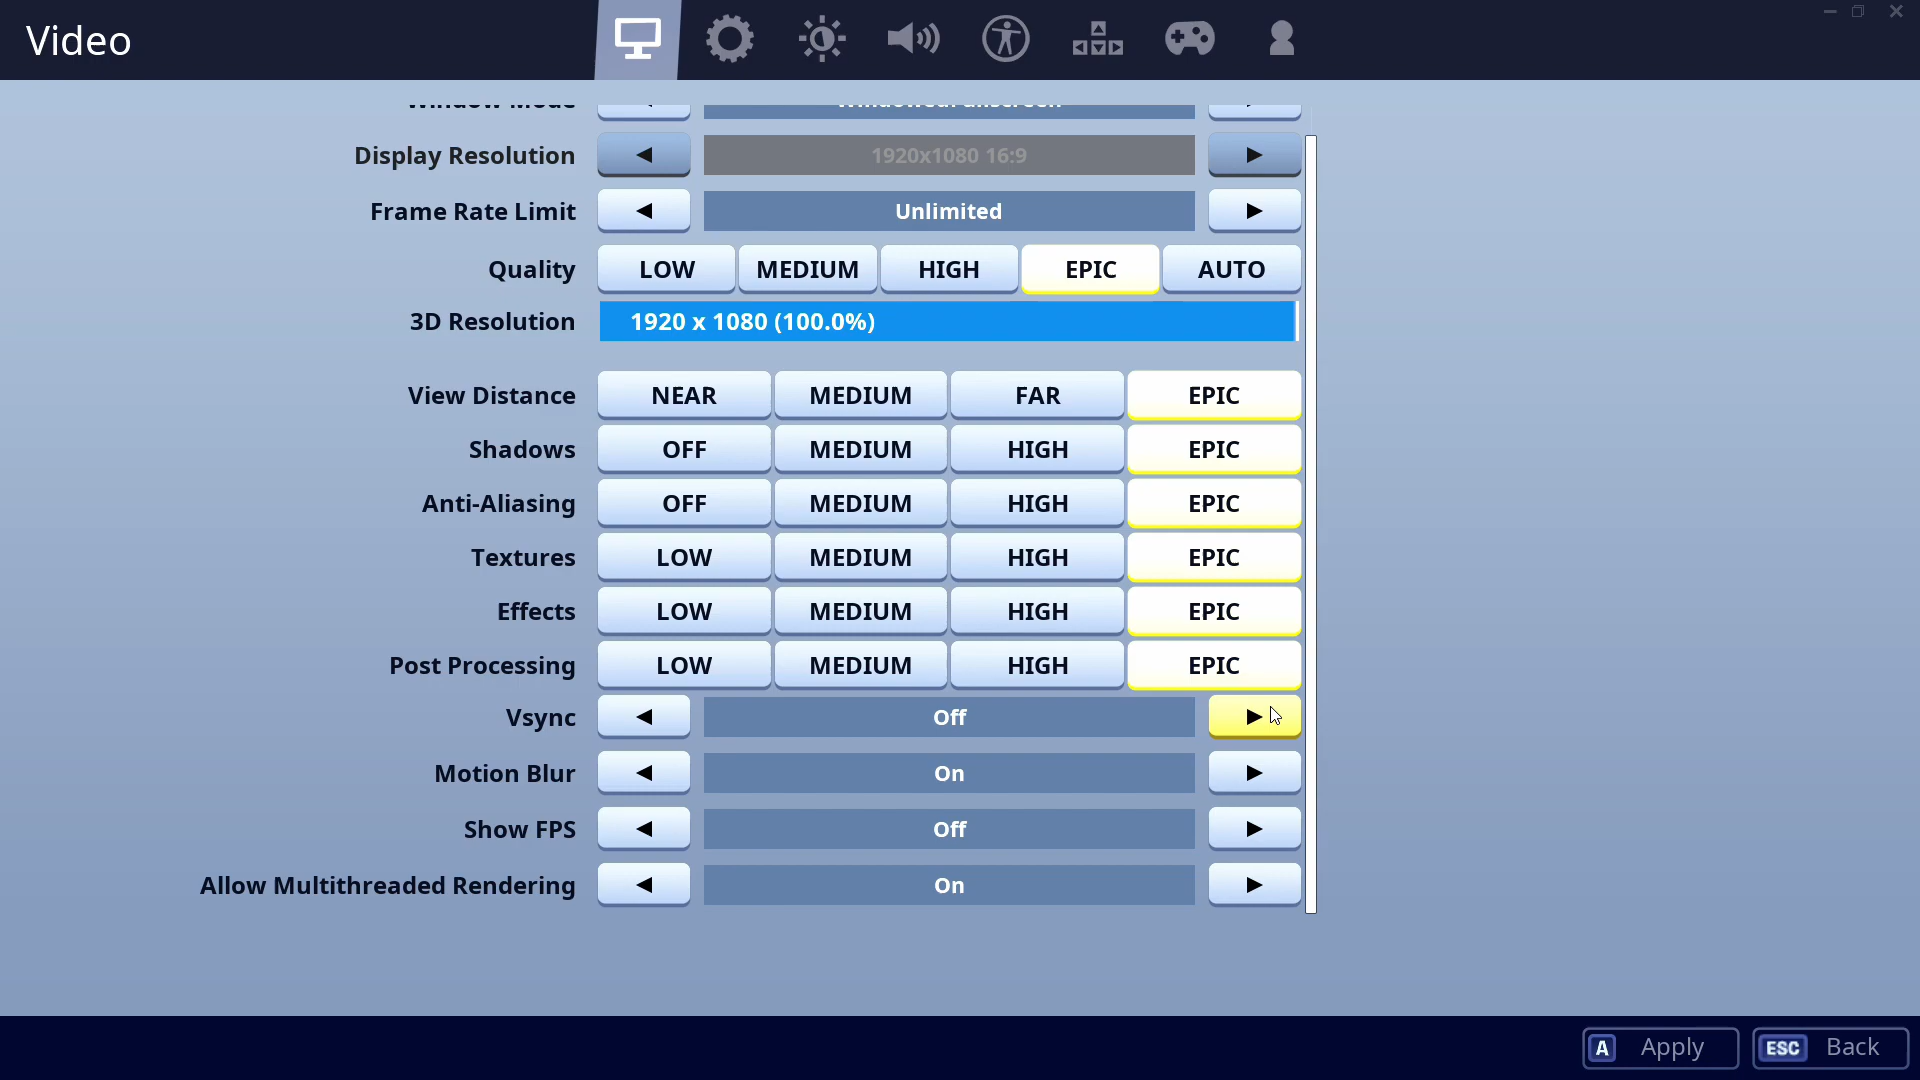 Video
Window Mode
Display Resolution 1920x1080 16:9
Frame Rate Limit Unlimited
Quality LOW MEDIUM HIGH EPIC AUTO
3D Resolution 1920 x 1080 (100.0%)
View Distance NEAR MEDIUM FAR EPIC
Shadows OFF MEDIUM HIGH EPIC
Anti-Aliasing OFF MEDIUM HIGH EPIC
Textures LOW MEDIUM HIGH EPIC
Effects LOW MEDIUM HIGH EPIC
Post Processing LOW MEDIUM HIGH EPIC
Vsync Off
Motion Blur On
Show FPS Off
Allow Multithreaded Rendering On
A Apply ESC Back